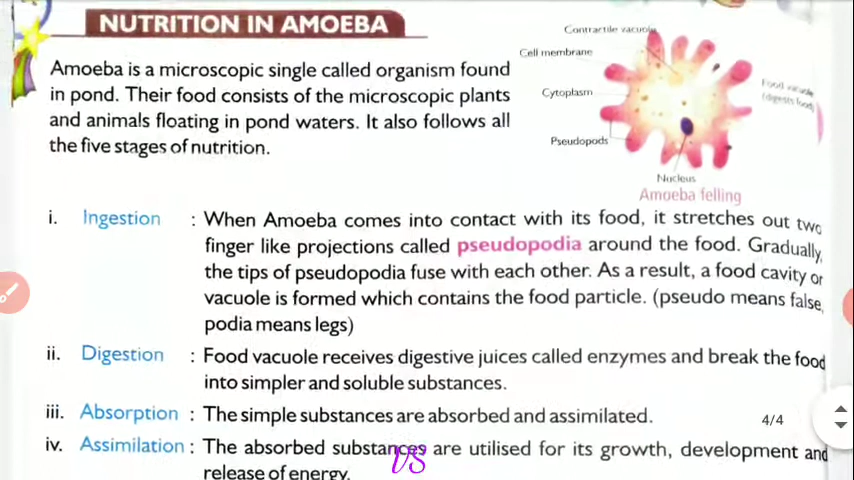 NUTRITION IN AMOEBA
Amoeba is a microscopic single called organism found
in pond. Their food consists of the microscopic plants
and animals floating in pond waters. It also follows all
the five stages of nutrition.
Contractile vacuole
Cell membrane
Cytoplasm
Pseudopods
Food vacuole
(digests food)
Nucleus
Amoeba felling
i. Ingestion : When Amoeba comes into contact with its food, it stretches out two
finger like projections called pseudopodia around the food. Gradually,
the tips of pseudopodia fuse with each other. As a result, a food cavity or
vacuole is formed which contains the food particle. (pseudo means false,
podia means legs)
ii. Digestion : Food vacuole receives digestive juices called enzymes and break the food
into simpler and soluble substances.
iii. Absorption : The simple substances are absorbed and assimilated.
4/4
iv. Assimilation : The absorbed substances are utilised for its growth, development and
release of energy.